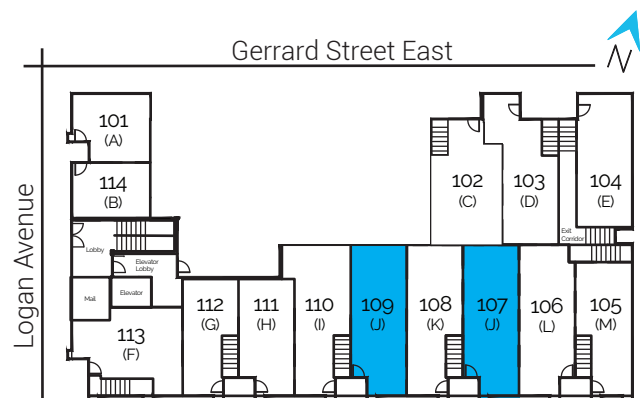 Gerrard Street East
N
Logan Avenue
101
(A)
114
(B)
102
(C)
103
(D)
104
(E)
Exit
Corridor
Lobby
Elevator
Lobby
Mail
Elevator
113
(F)
112
(G)
111
(H)
110
(I)
109
(J)
108
(K)
107
(J)
106
(L)
105
(M)